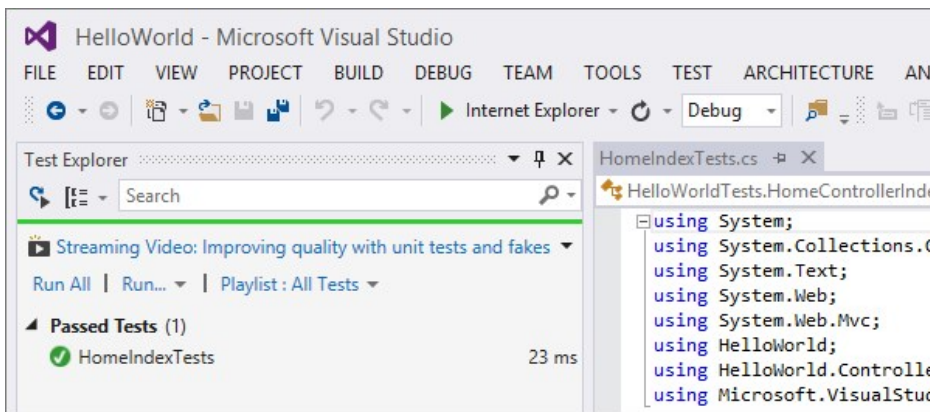 HelloWorld - Microsoft Visual Studio
FILE EDIT VIEW PROJECT BUILD DEBUG TEAM TOOLS TEST ARCHITECTURE AN
Internet Explorer Debug
Test Explorer
Search
Streaming Video: Improving quality with unit tests and fakes
Run All | Run... | Playlist : All Tests
Passed Tests (1)
HomeIndexTests 23 ms
HomeIndexTests.cs
HelloWorldTests.HomeControllerInde
using System;
using System.Collections.G
using System.Text;
using System.Web;
using System.Web.Mvc;
using HelloWorld;
using HelloWorld.Controlle
using Microsoft.VisualStud